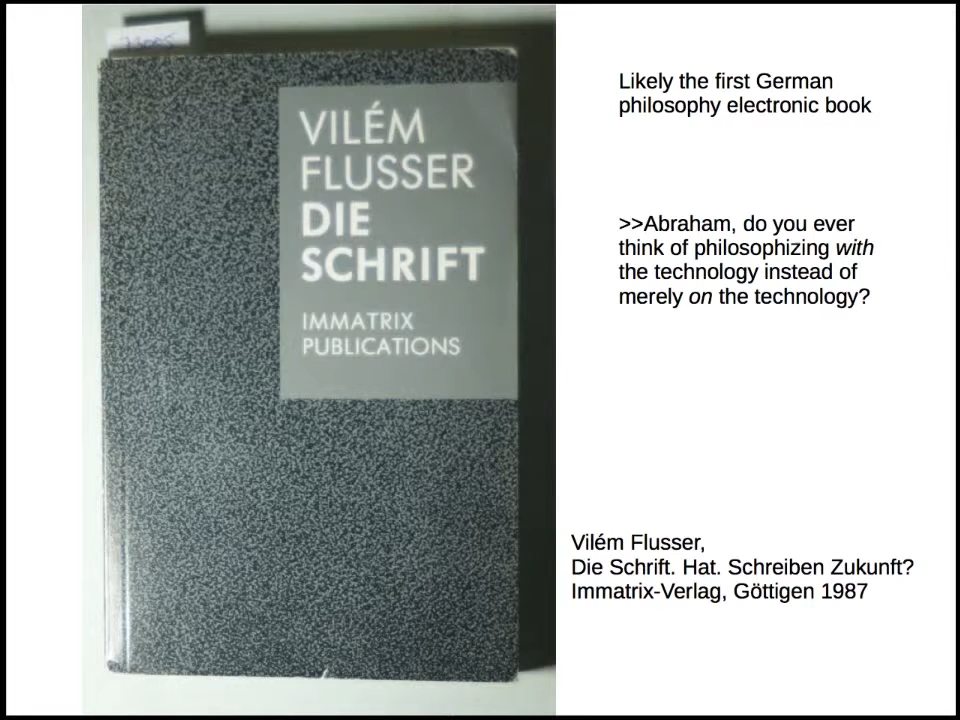 VILÉM
FLUSSER
DIE
SCHRIFT
IMMATRIX
PUBLICATIONS
Likely the first German
philosophy electronic book
>>Abraham, do you ever
think of philosophizing with
the technology instead of
merely on the technology?
Vilém Flusser,
Die Schrift. Hat. Schreiben Zukunft?
Immatrix-Verlag, Göttigen 1987